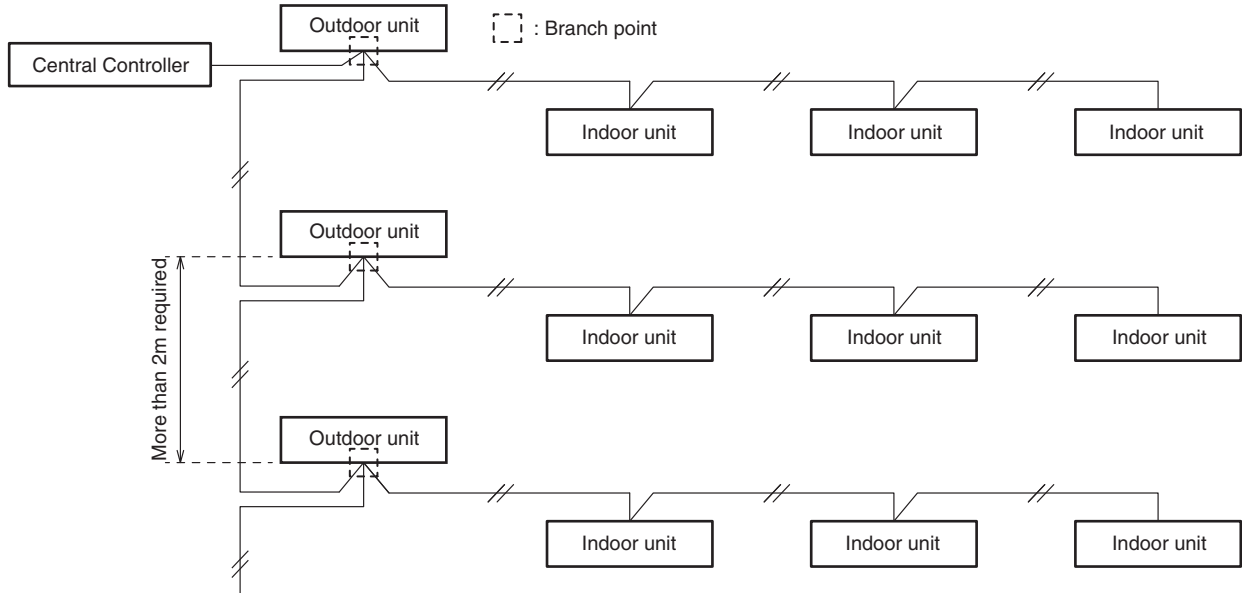 Outdoor unit
: Branch point
Central Controller
Indoor unit
Indoor unit
Indoor unit
Outdoor unit
More than 2m required
Indoor unit
Indoor unit
Indoor unit
Outdoor unit
Indoor unit
Indoor unit
Indoor unit